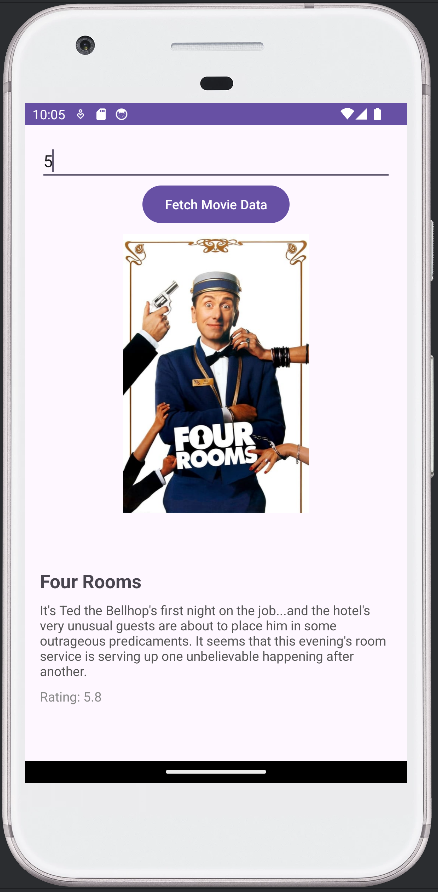 10:05
5
Fetch Movie Data
FOUR
ROOMS
Four Rooms
It's Ted the Bellhop's first night on the job...and the hotel's
very unusual guests are about to place him in some
outrageous predicaments. It seems that this evening's room
service is serving up one unbelievable happening after
another.
Rating: 5.8